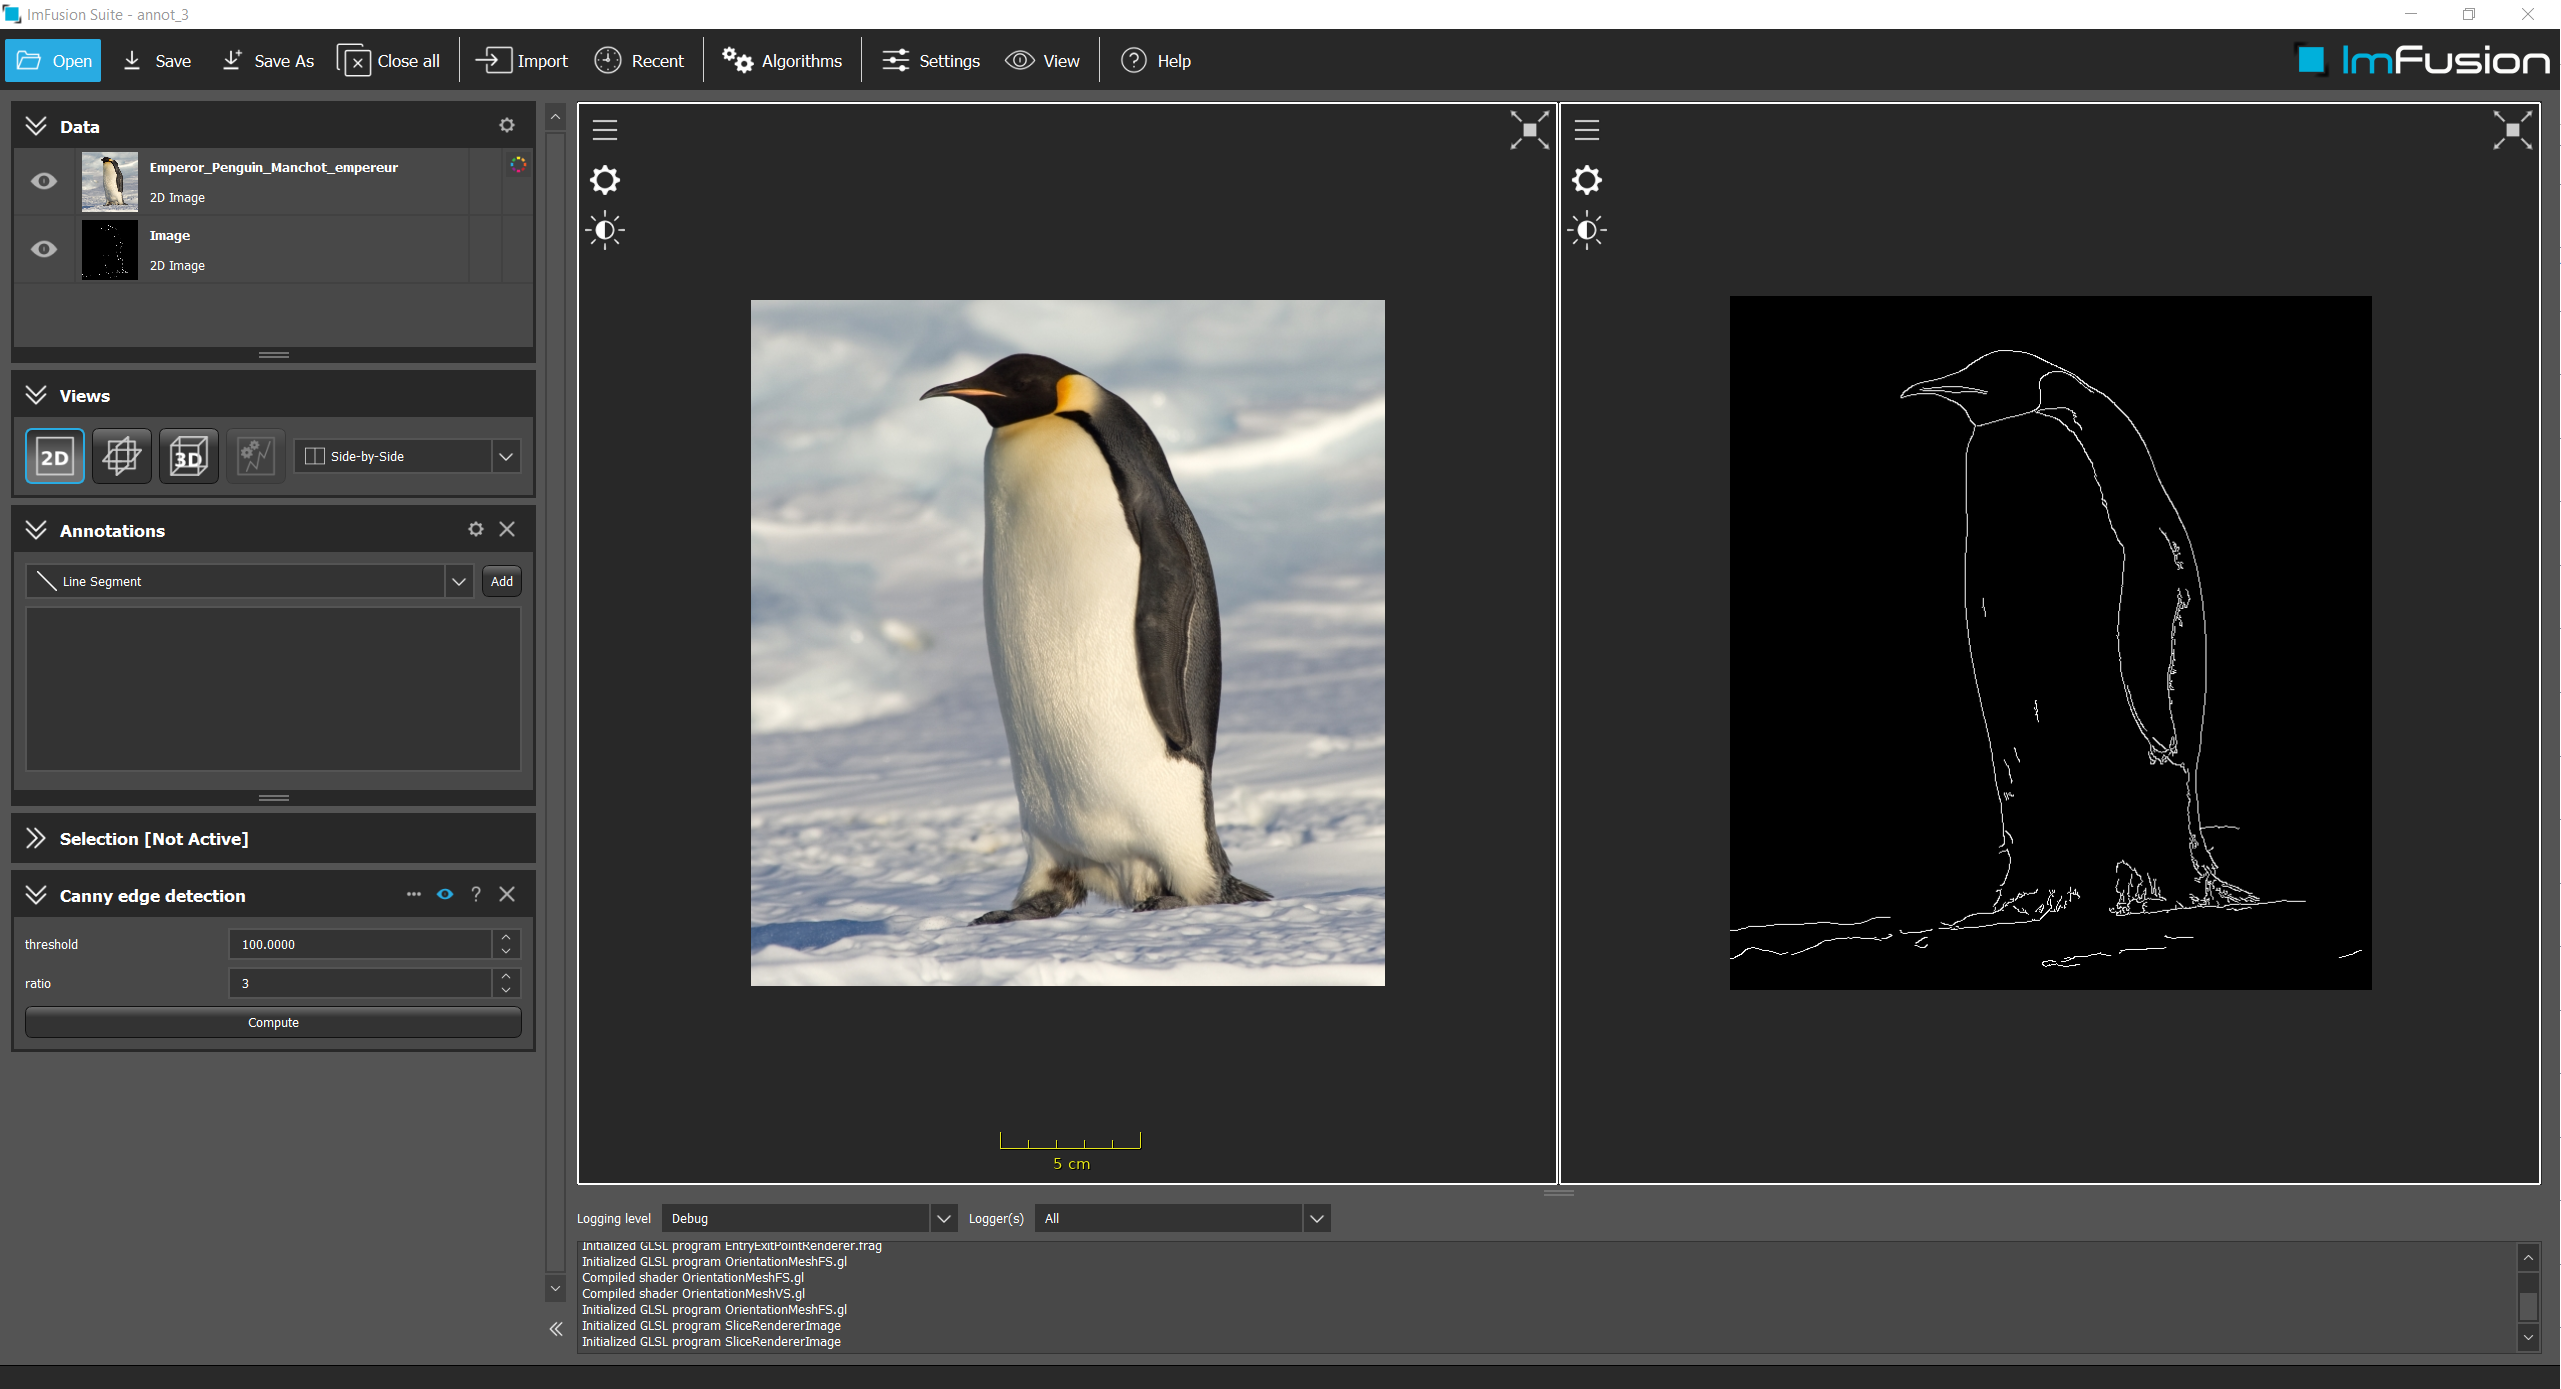 ImFusion Suite - annot_3
Open Save Save As Close all Import Recent Algorithms Settings View Help
ImFusion
Data
Emperor_Penguin_Manchot_empereur
2D Image
Image
2D Image
Views
2D 3D Side-by-Side
Annotations
Line Segment Add
Selection [Not Active]
Canny edge detection
threshold 100.0000
ratio 3
Compute
5 cm
Logging level Debug Logger(s) All
Initialized GLSL program EntryExitPointRenderer.frag
Initialized GLSL program OrientationMeshFS.gl
Compiled shader OrientationMeshFS.gl
Compiled shader OrientationMeshVS.gl
Initialized GLSL program OrientationMeshFS.gl
Initialized GLSL program SliceRendererImage
Initialized GLSL program SliceRendererImage